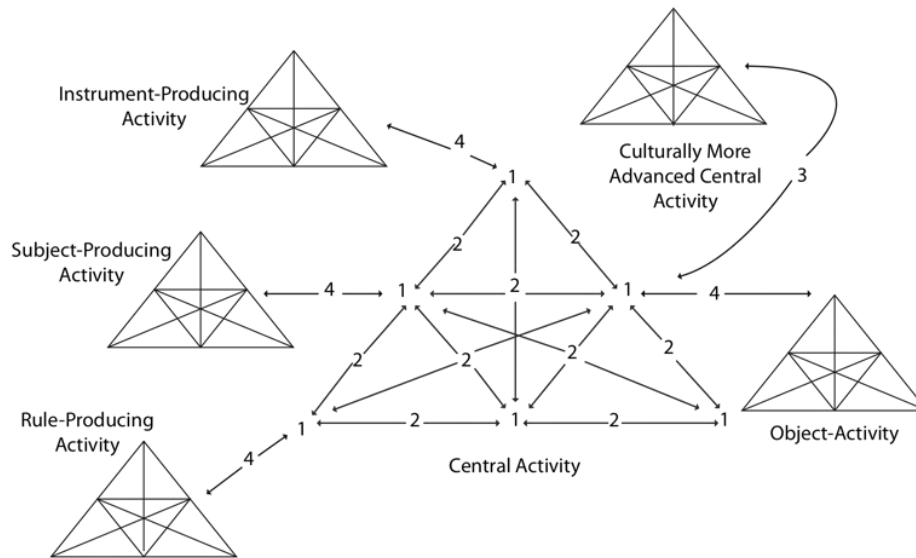 Instrument-Producing
Activity
Culturally More
Advanced Central
Activity
3
4
1
2
2
Subject-Producing
Activity
4
1
2
1
4
2
2
2
2
Rule-Producing
Activity
4
1
2
1
2
1
Object-Activity
Central Activity